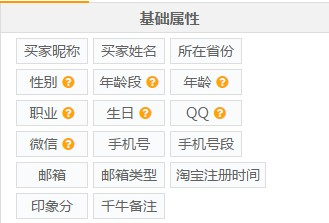 基础属性
买家昵称 买家姓名 所在省份
性别 ? 年龄段 ? 年龄 ?
职业 ? 生日 ? QQ ?
微信 ? 手机号 手机号段
邮箱 邮箱类型 淘宝注册时间
印象分 千牛备注